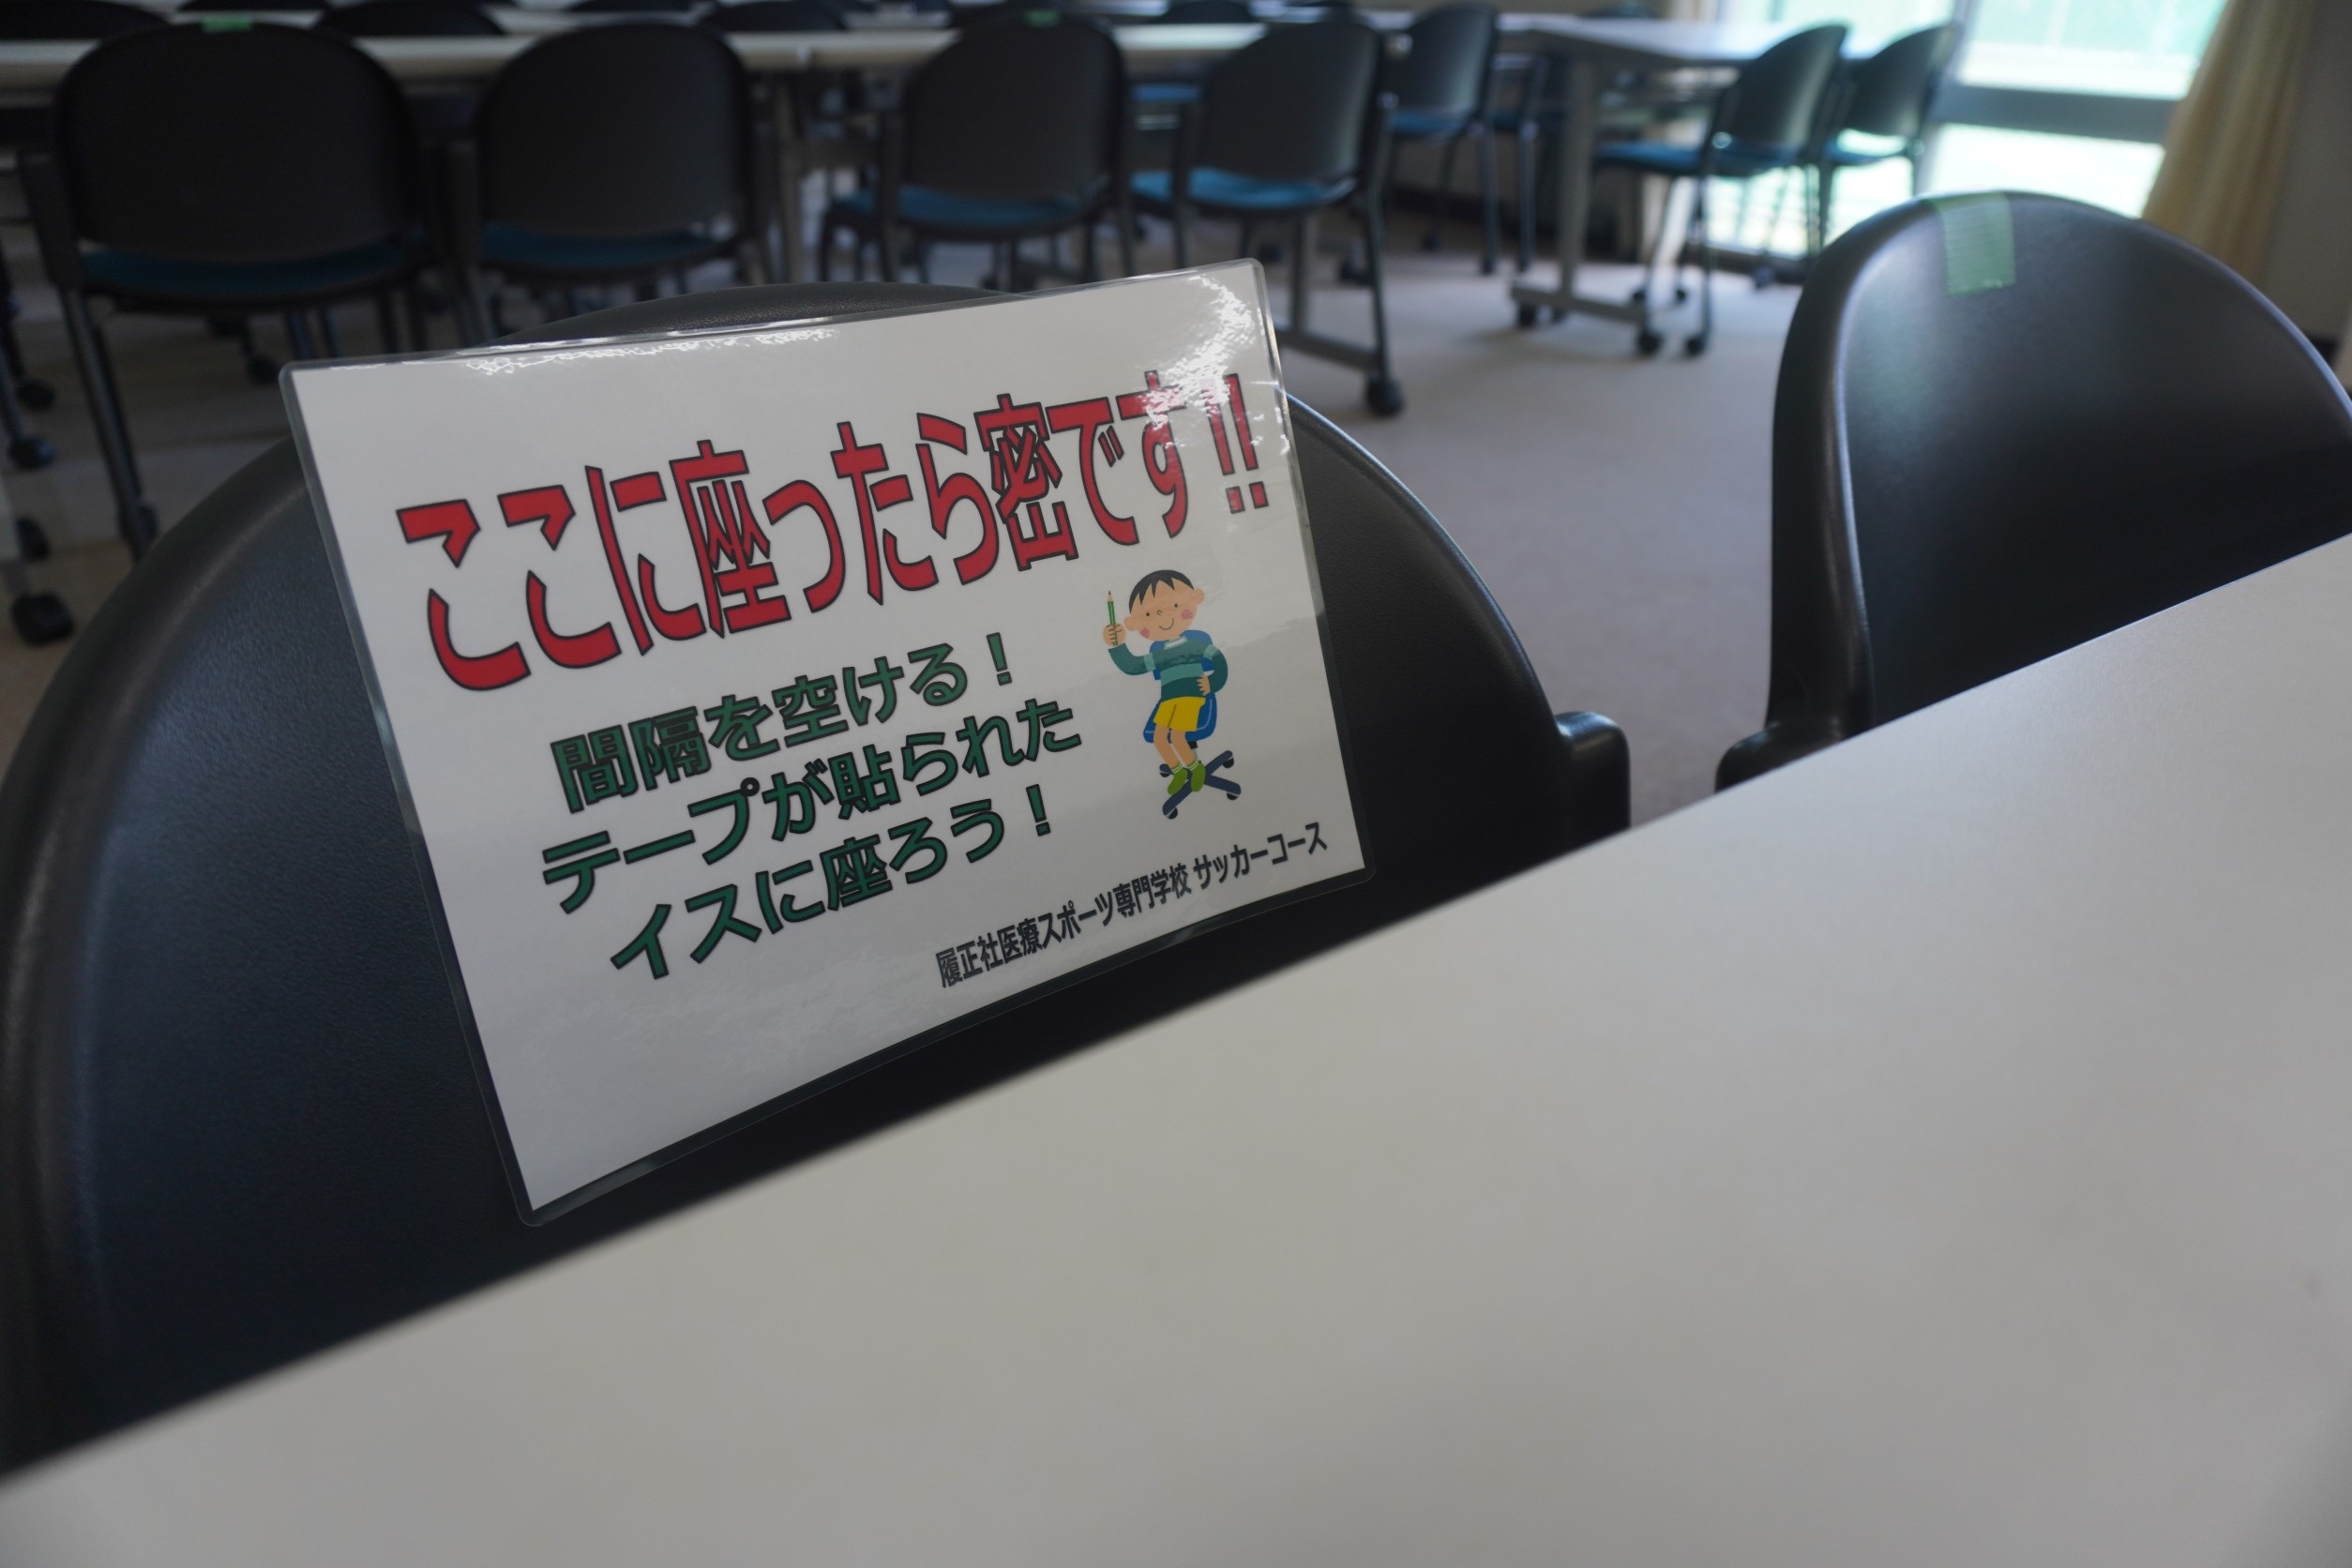 ここに座ったら密です!!
間隔を空ける！
テープが貼られた
イスに座ろう！
履正社医療スポーツ専門学校 サッカーコース